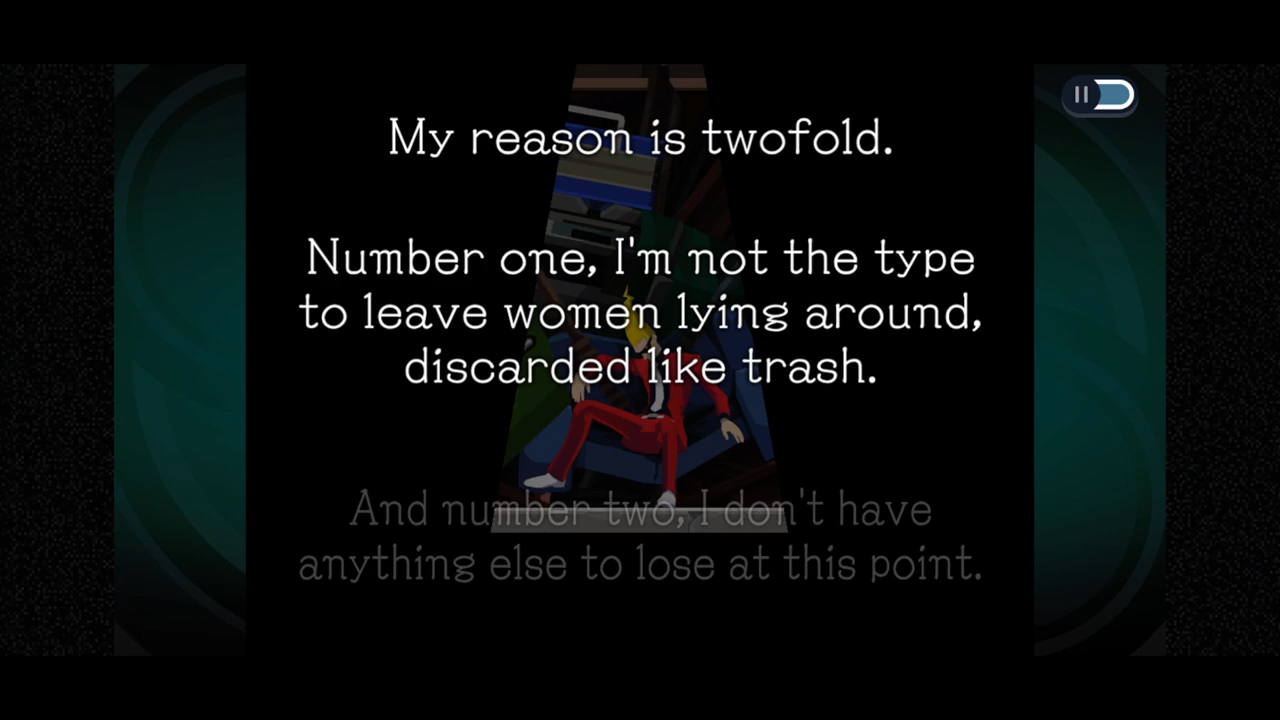 My reason is twofold.
Number one, I'm not the type
to leave women lying around,
discarded like trash.
And number two, I don't have
anything else to lose at this point.